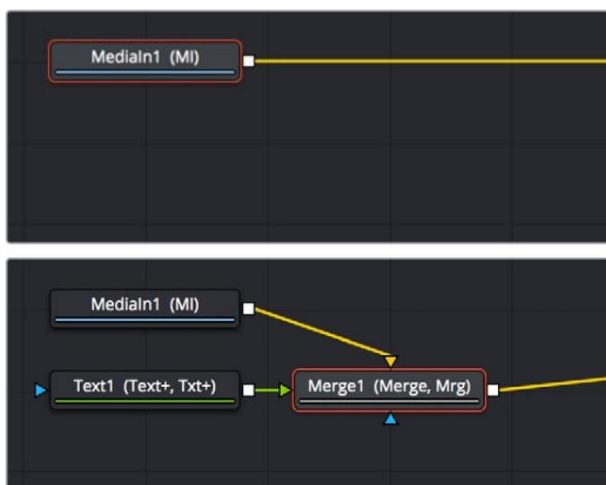 MediaIn1 (MI)
MediaIn1 (MI)
Text1 (Text+, Txt+)
Merge1 (Merge, Mrg)